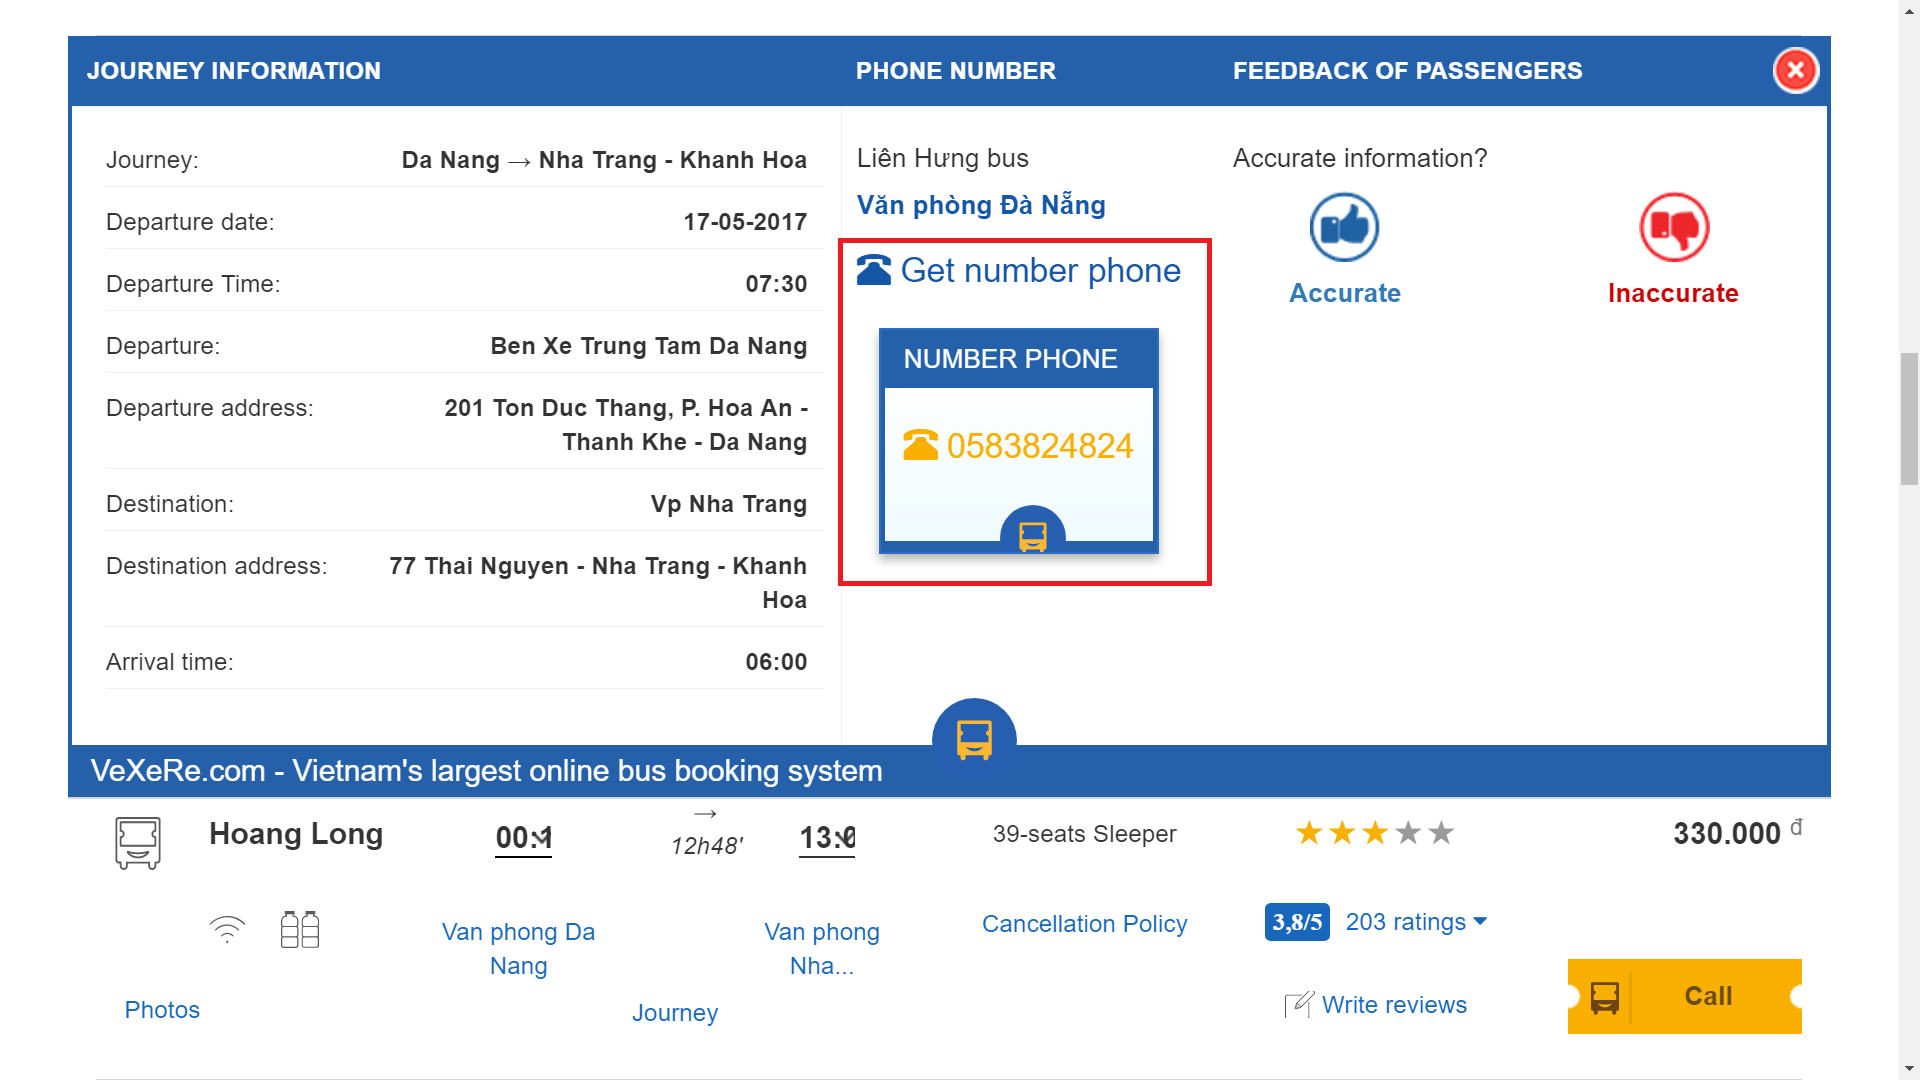 JOURNEY INFORMATION PHONE NUMBER FEEDBACK OF PASSENGERS
Journey: Da Nang → Nha Trang - Khanh Hoa
Departure date: 17-05-2017
Departure Time: 07:30
Departure: Ben Xe Trung Tam Da Nang
Departure address: 201 Ton Duc Thang, P. Hoa An -
Thanh Khe - Da Nang
Destination: Vp Nha Trang
Destination address: 77 Thai Nguyen - Nha Trang - Khanh
Hoa
Arrival time: 06:00
Liên Hưng bus
Văn phòng Đà Nẵng
Get number phone
NUMBER PHONE
0583824824
Accurate information?
Accurate Inaccurate
VeXeRe.com - Vietnam's largest online bus booking system
Hoang Long 00:1 → 13:0 39-seats Sleeper 330.000 đ
12h48'
Van phong Da
Nang
Van phong
Nha...
Cancellation Policy 3,8/5 203 ratings
Photos Journey Write reviews Call